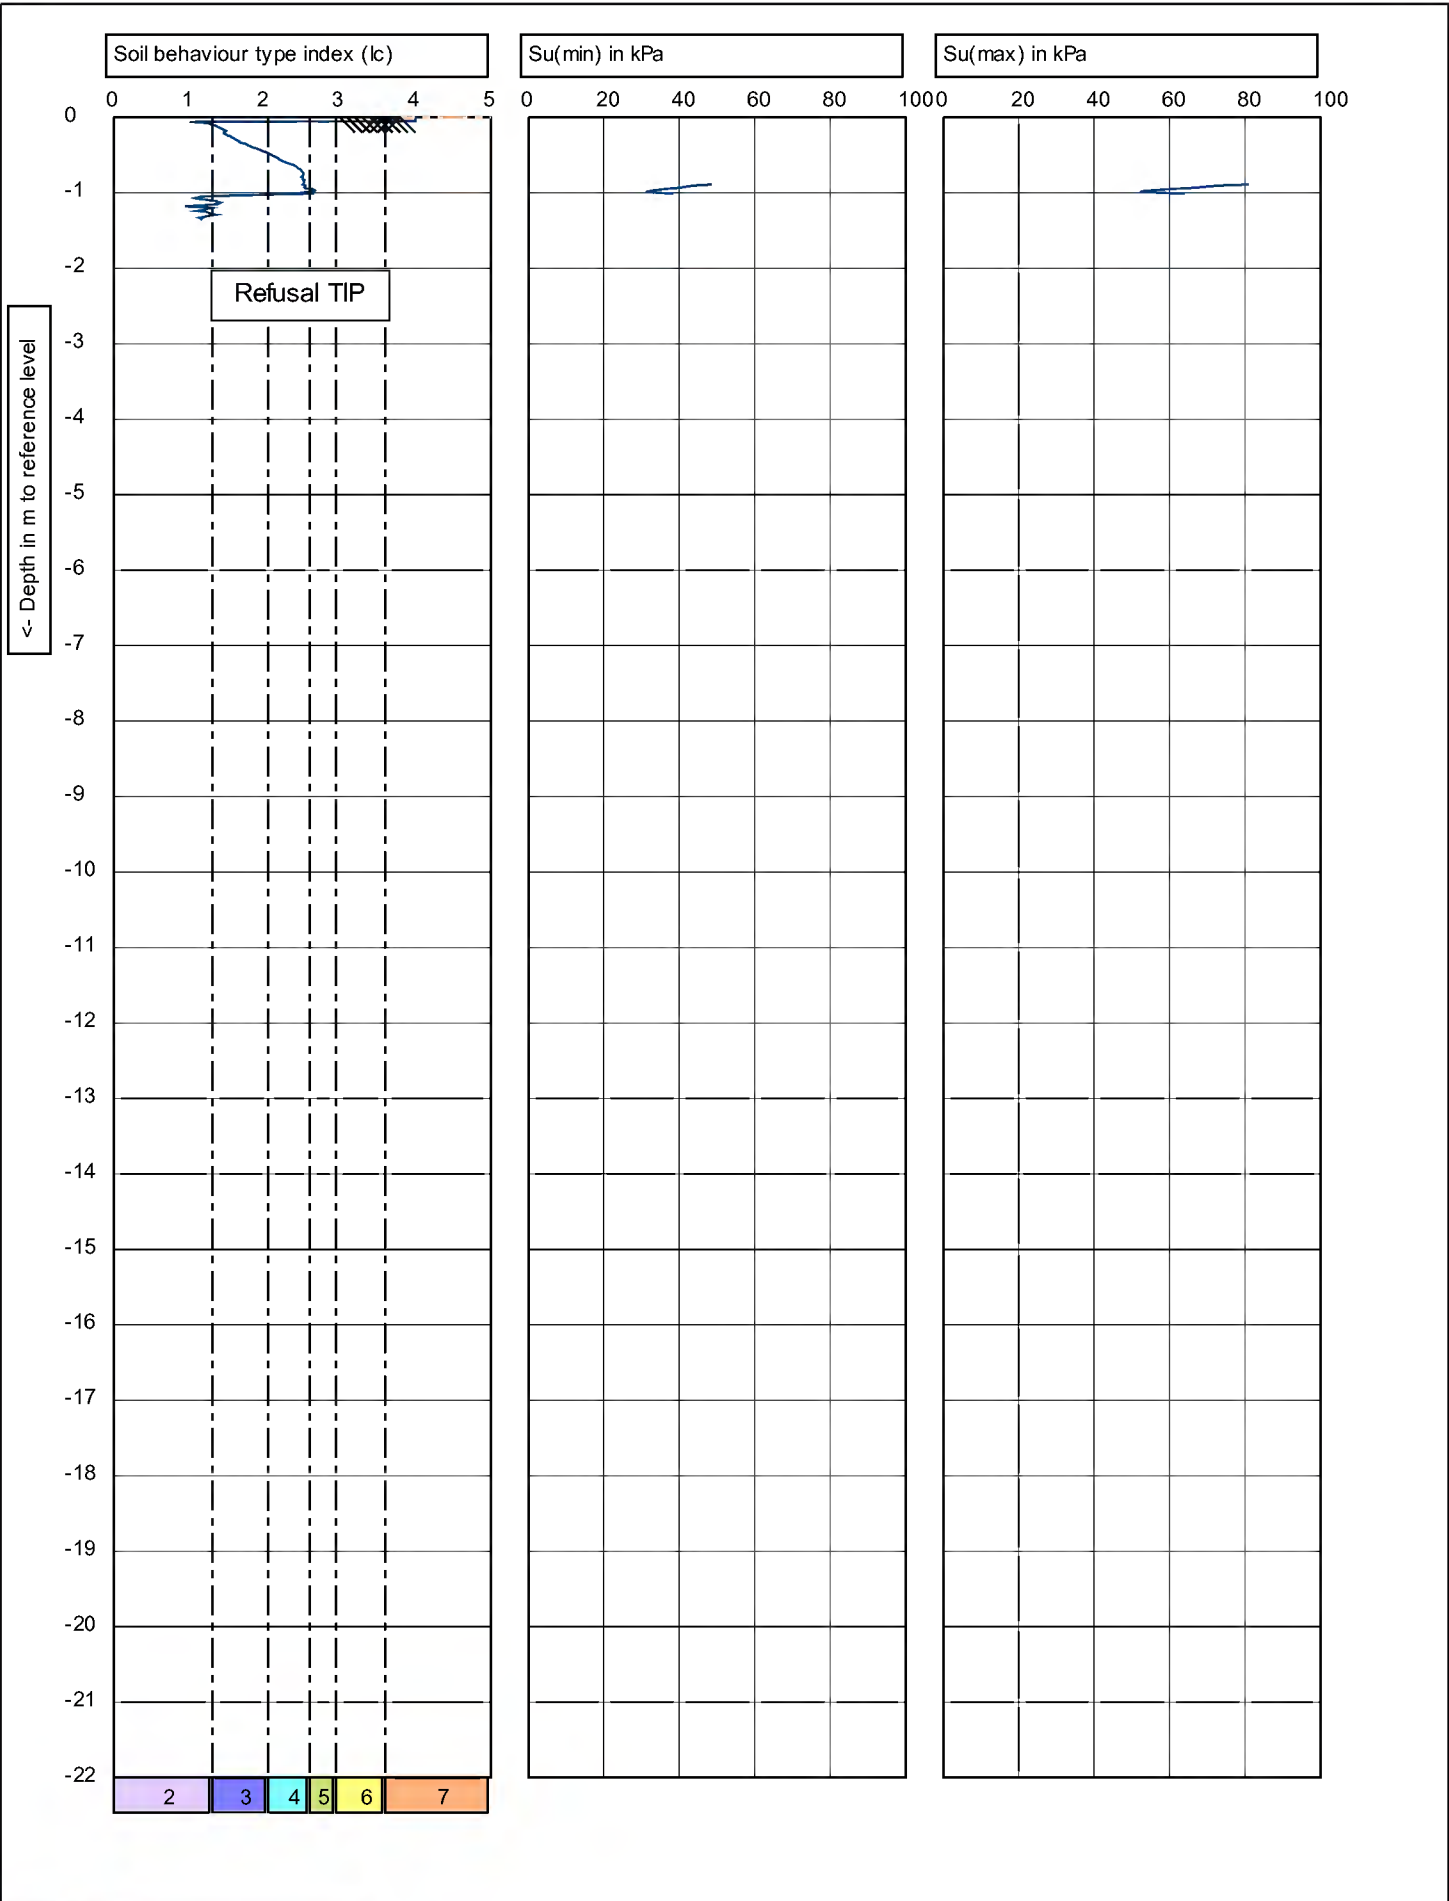 Soil behaviour type index (Ic)
Su(min) in kPa
Su(max) in kPa
0 1 2 3 4 5
0 20 40 60 80 100
0 20 40 60 80 100
0
-1
-2
Refusal TIP
<- Depth in m to reference level
-3
-4
-5
-6
-7
-8
-9
-10
-11
-12
-13
-14
-15
-16
-17
-18
-19
-20
-21
-22
2 3 4 5 6 7